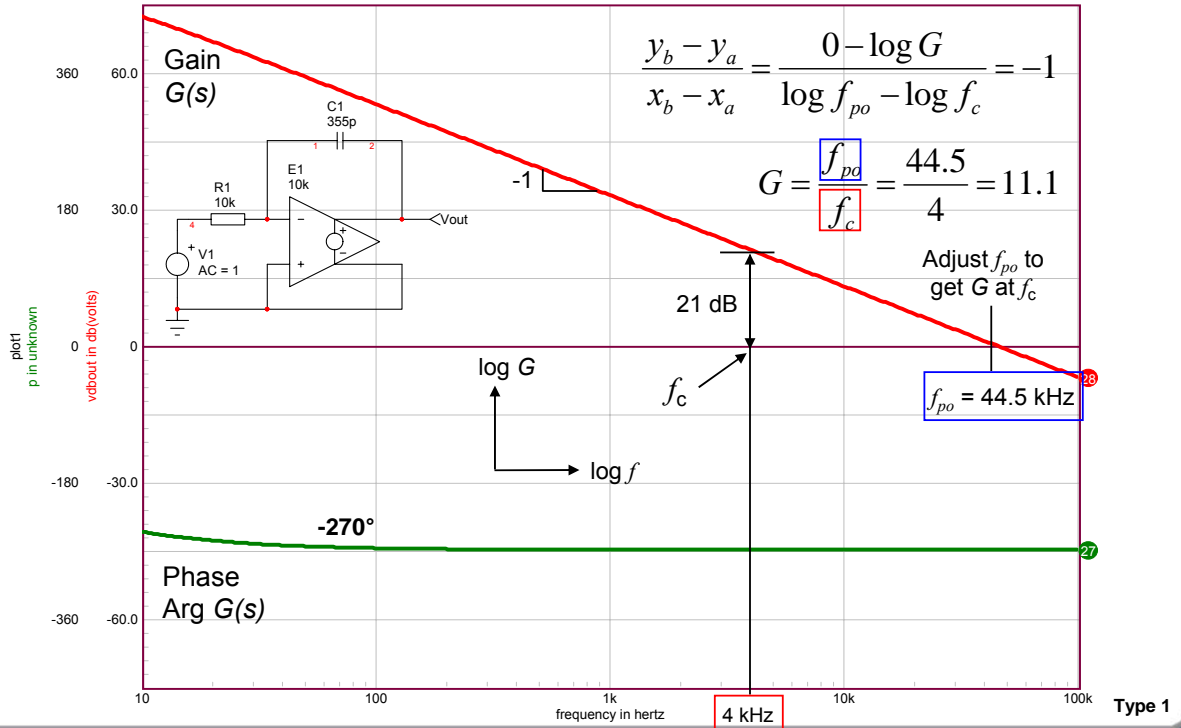 Gain
G(s)
(y_b − y_a) / (x_b − x_a) = (0 − log G) / (log f_po − log f_c) = −1
G = f_po / f_c = 44.5 / 4 = 11.1
C1
355p
1
2
E1
10k
R1
10k
4
V1
AC = 1
+
−
+
+
−
Vout
-1
Adjust f_po to
get G at f_c
21 dB
f_c
f_po = 44.5 kHz
log G
log f
-270°
Phase
Arg G(s)
28
27
360
180
0
-180
-360
60.0
30.0
0
-30.0
-60.0
plot1
p in unknown
vdbout in db(volts)
10
100
1k
10k
100k
frequency in hertz
4 kHz
Type 1